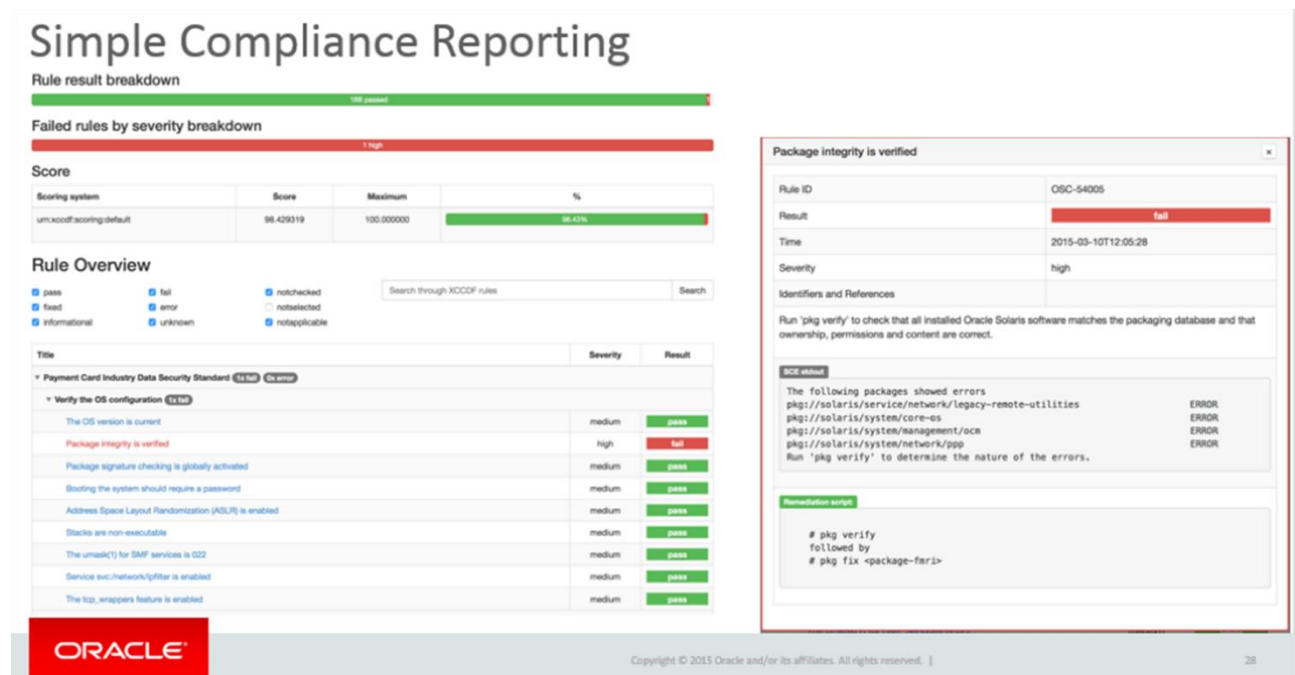 Simple Compliance Reporting
Rule result breakdown
188 passed
Failed rules by severity breakdown
1 high
Score
Scoring system Score Maximum %
urn:xccdf:scoring:default 98.429319 100.000000 98.43%
Rule Overview
pass fail notchecked
fixed error notselected
informational unknown notapplicable
Search through XCCDF rules Search
Title Severity Result
Payment Card Industry Data Security Standard 1x fail 0x error
Verify the OS configuration 1x fail
The OS version is current medium pass
Package integrity is verified high fail
Package signature checking is globally activated medium pass
Booting the system should require a password medium pass
Address Space Layout Randomization (ASLR) is enabled medium pass
Stacks are non-executable medium pass
The umask(1) for SMF services is 022 medium pass
Service svc:/network/ipfilter is enabled medium pass
The tcp_wrappers feature is enabled medium pass
Package integrity is verified ×
Rule ID OSC-54005
Result fail
Time 2015-03-10T12:05:28
Severity high
Identifiers and References
Run 'pkg verify' to check that all installed Oracle Solaris software matches the packaging database and that
ownership, permissions and content are correct.
SCE stdout
The following packages showed errors
pkg://solaris/service/network/legacy-remote-utilities ERROR
pkg://solaris/system/core-os ERROR
pkg://solaris/system/management/ocm ERROR
pkg://solaris/system/network/ppp ERROR
Run 'pkg verify' to determine the nature of the errors.
Remediation script:
# pkg verify
followed by
# pkg fix <package-fmri>
ORACLE®
Copyright © 2015 Oracle and/or its affiliates. All rights reserved. |
28